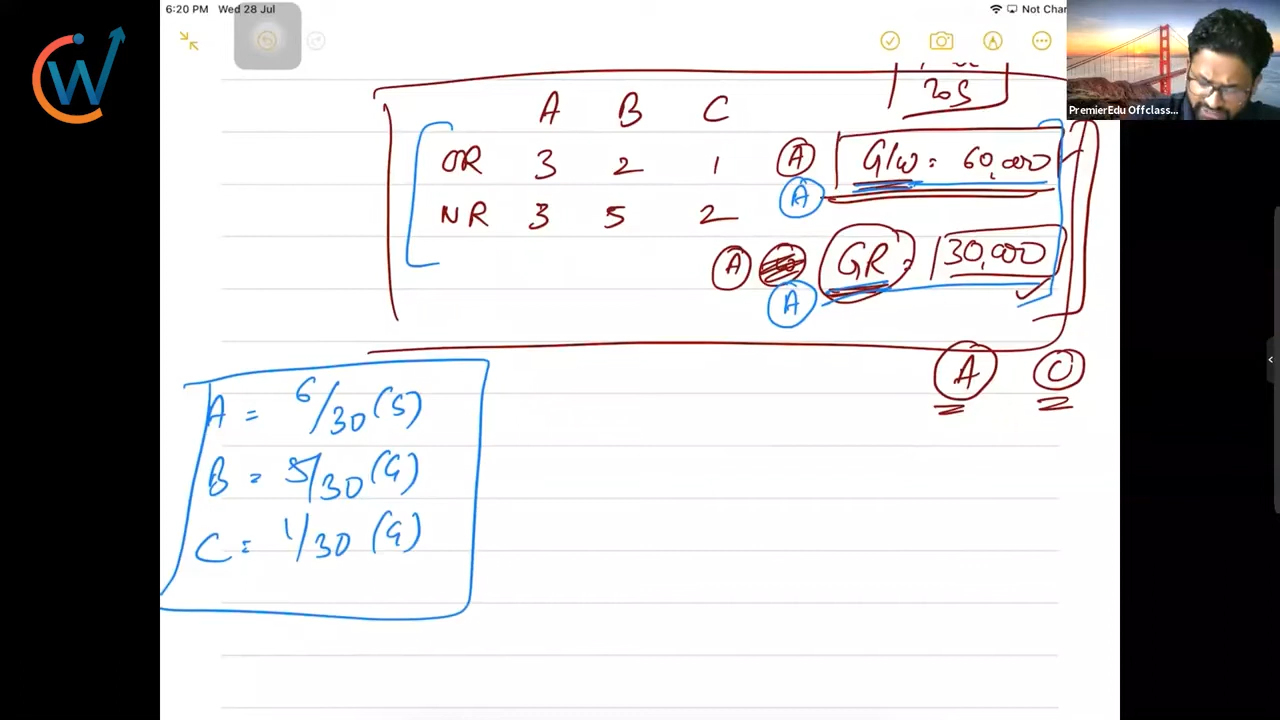 6:20 PM Wed 28 Jul
Not Char
PremierEdu Offclass...
CW
A B C
OR 3 2 1 A G/W = 60,000
A
NR 3 5 2
A GR = 30,000
A
A C
A = 6/30 (S)
B = 5/30 (G)
C = 1/30 (G)